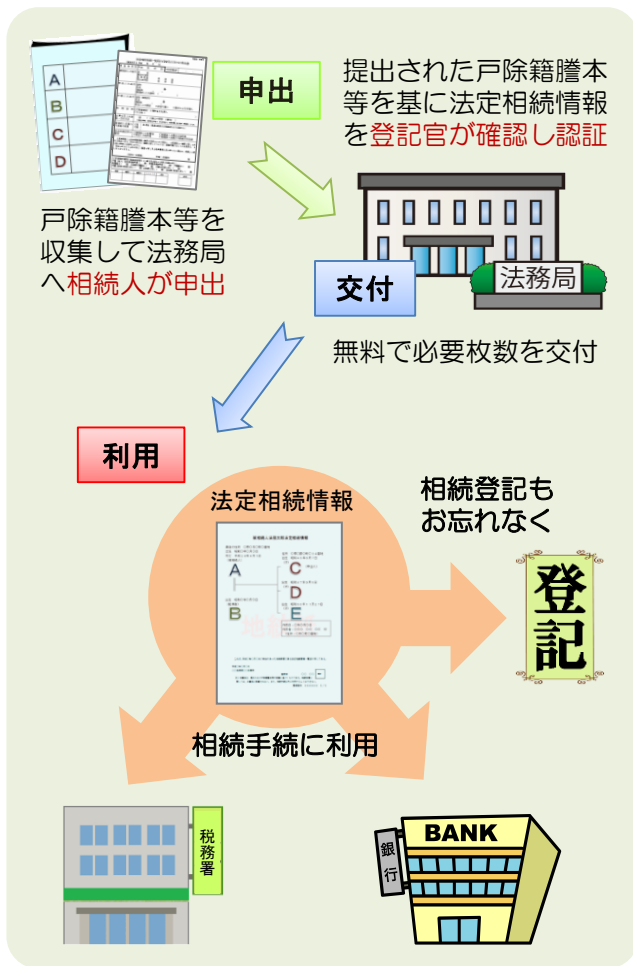 A
B
C
D
申出
提出された戸除籍謄本
等を基に法定相続情報
を登記官が確認し認証
戸除籍謄本等を
収集して法務局
へ相続人が申出
法務局
交付
無料で必要枚数を交付
利用
法定相続情報
A
B
C
D
E
相続登記も
お忘れなく
登記
相続手続に利用
税務署
銀行
BANK